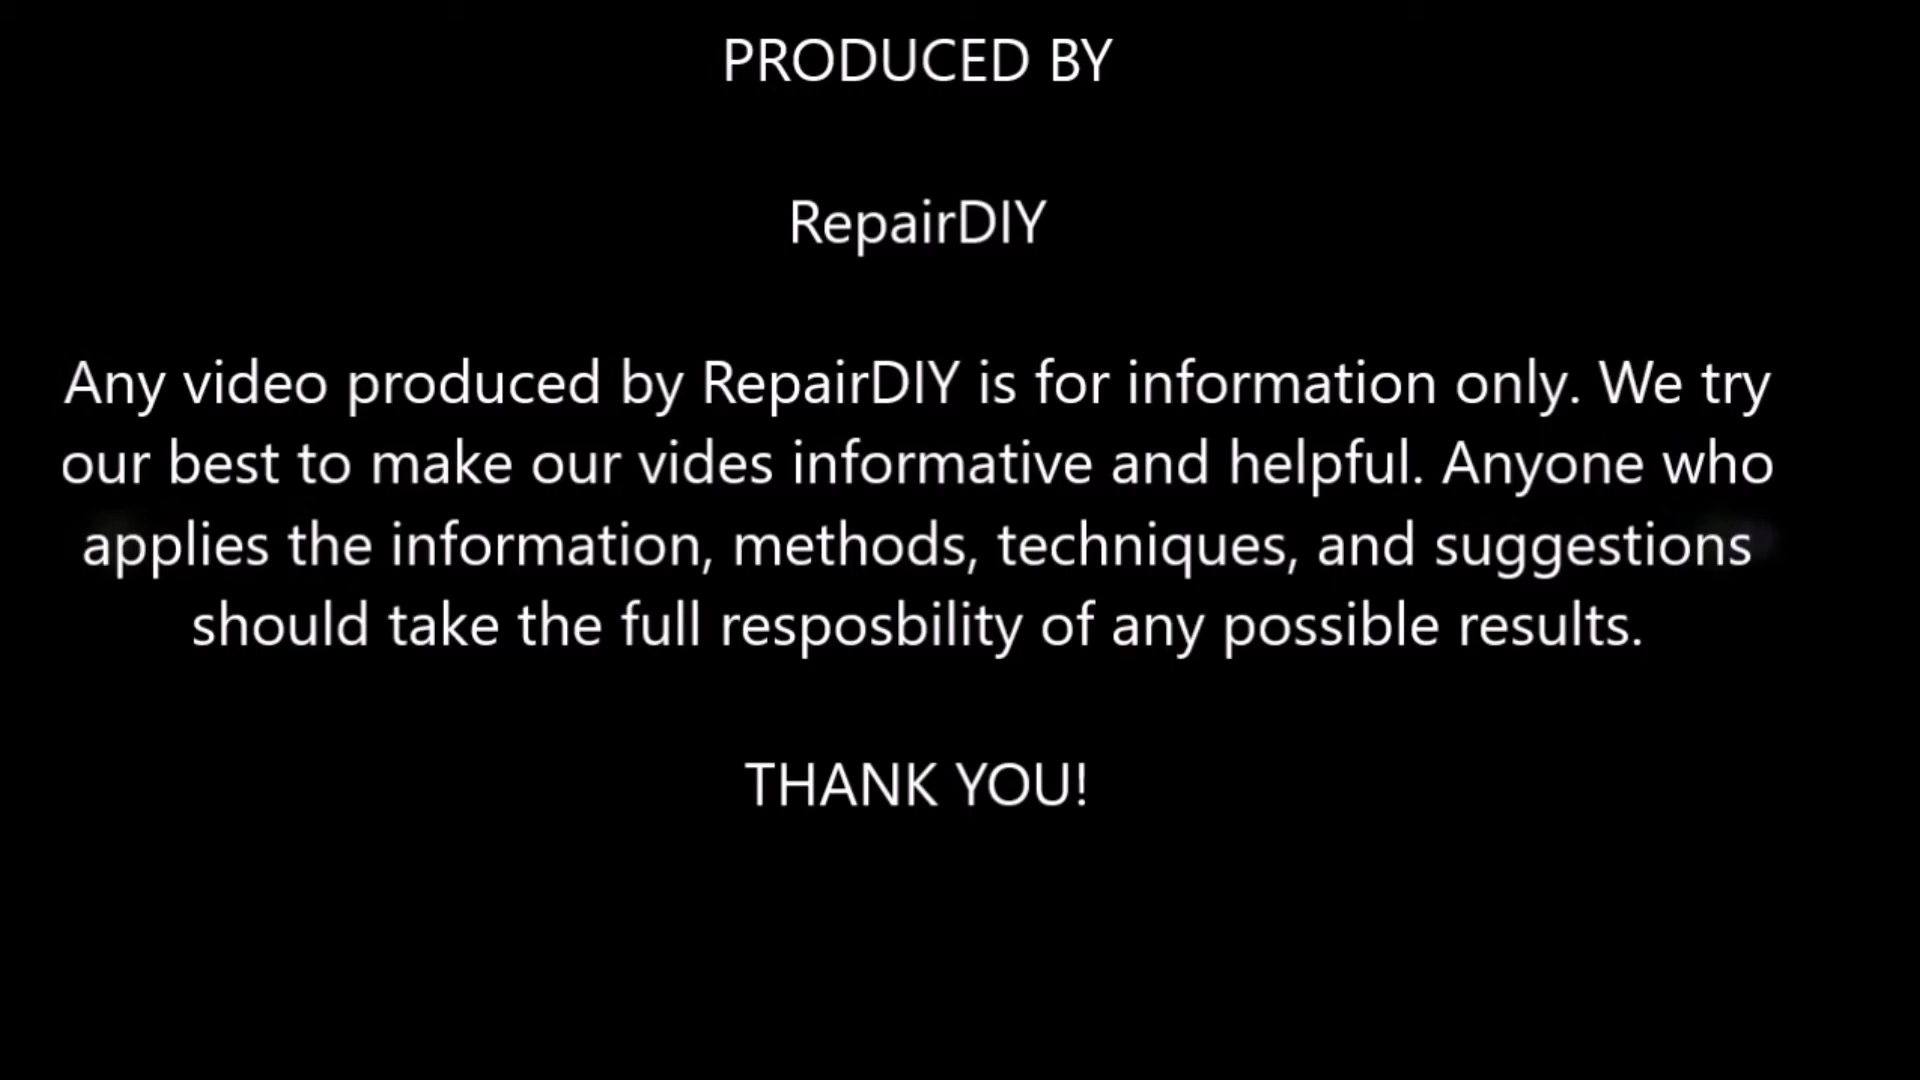 PRODUCED BY
RepairDIY
Any video produced by RepairDIY is for information only. We try
our best to make our vides informative and helpful. Anyone who
applies the information, methods, techniques, and suggestions
should take the full resposbility of any possible results.
THANK YOU!